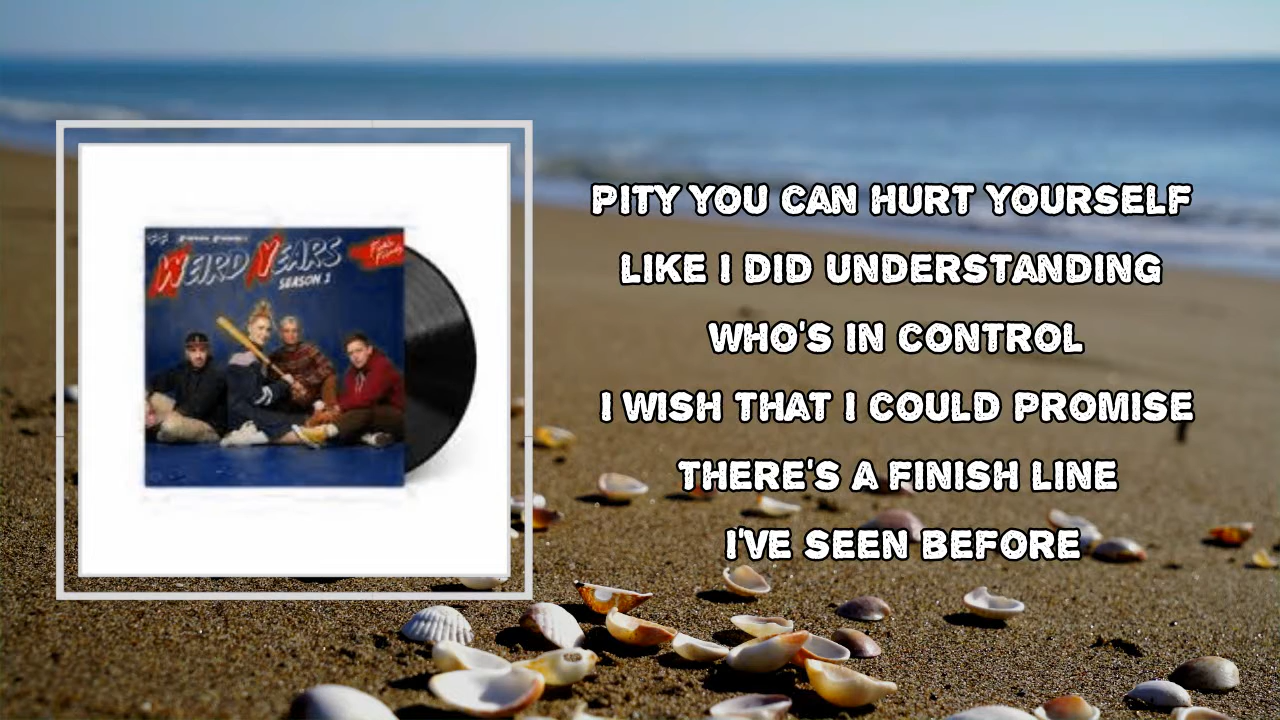 WEIRD YEARS
SEASON 1
PITY YOU CAN HURT YOURSELF
LIKE I DID UNDERSTANDING
WHO'S IN CONTROL
I WISH THAT I COULD PROMISE
THERE'S A FINISH LINE
I'VE SEEN BEFORE